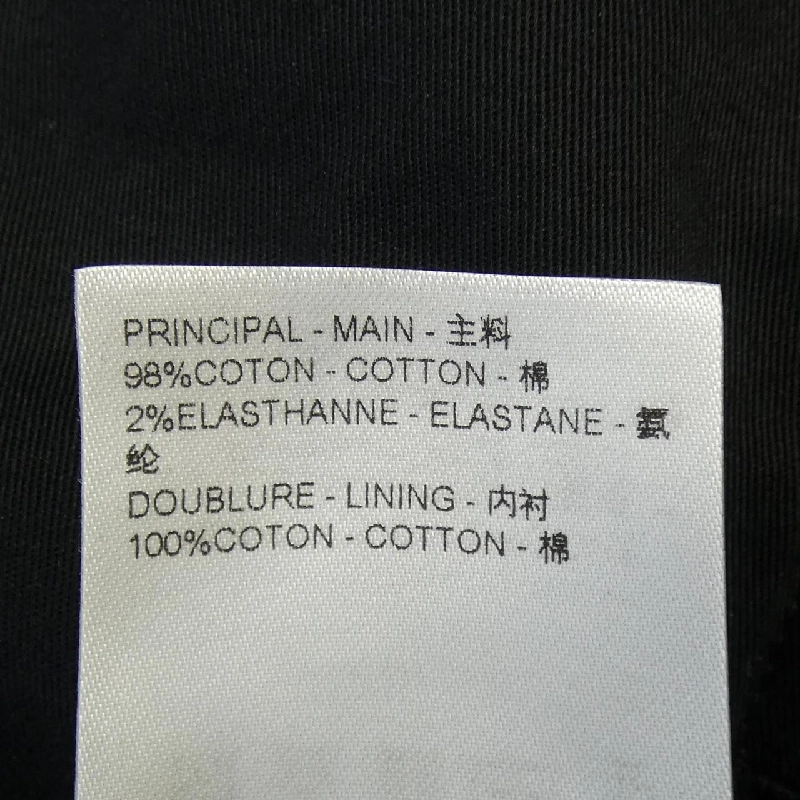 PRINCIPAL - MAIN - 主料
98%COTON - COTTON - 棉
2%ELASTHANNE - ELASTANE - 氨
纶
DOUBLURE - LINING - 内衬
100%COTON - COTTON - 棉